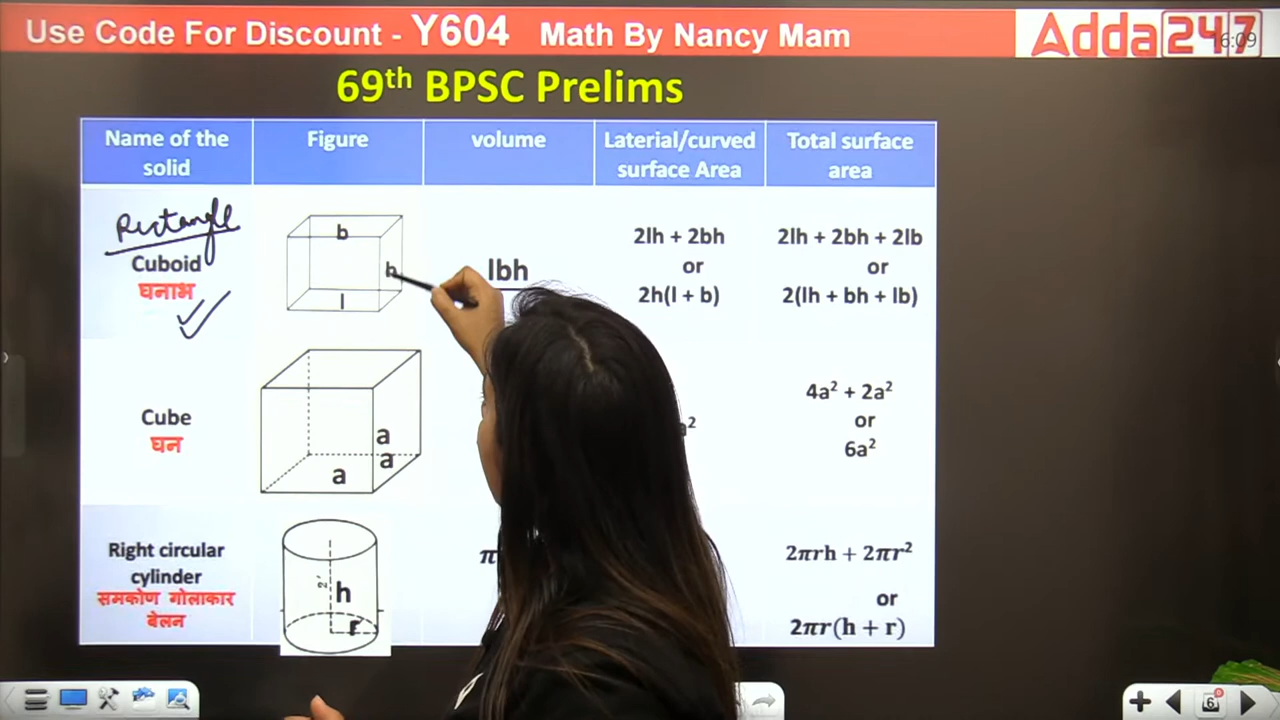 Use Code For Discount - Y604 Math By Nancy Mam
Adda247
16:09
69th BPSC Prelims
Name of the solid
Figure
volume
Laterial/curved surface Area
Total surface area
Rectangle
Cuboid
घनाभ
b
h
l
lbh
2lh + 2bh
or
2h(l + b)
2lh + 2bh + 2lb
or
2(lh + bh + lb)
Cube
घन
a
a
a
4a² + 2a²
or
6a²
Right circular
cylinder
समकोण गोलाकार
बेलन
h
r
π
2πrh + 2πr²
or
2πr(h + r)
6